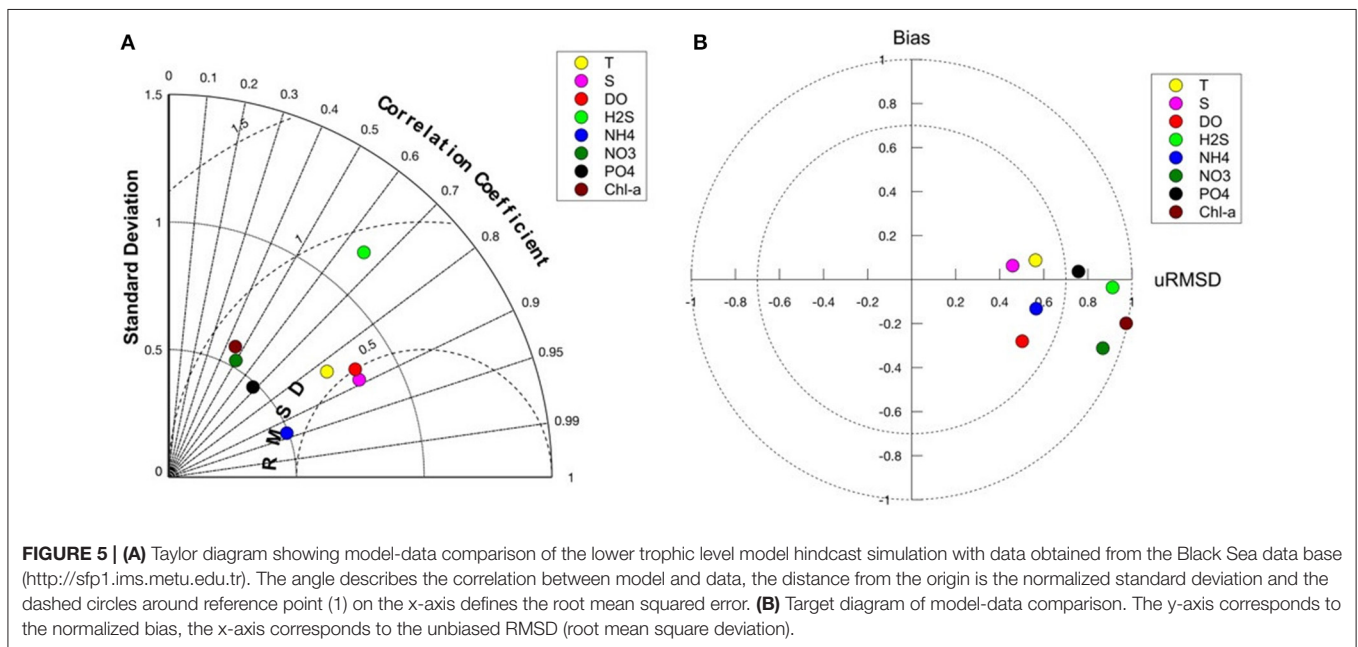 A
0
0.1
0.2
0.3
0.4
0.5
0.6
0.7
0.8
0.9
0.95
0.99
1
Correlation Coefficient
1.5
1
0.5
0
Standard Deviation
1.5
1
0.5
RMSD
T
S
DO
H2S
NH4
NO3
PO4
Chl-a
B
Bias
1
0.8
0.6
0.4
0.2
-0.2
-0.4
-0.6
-0.8
-1
-1 -0.8 -0.6 -0.4 -0.2 0.2 0.4 0.6 0.8 1
uRMSD
T
S
DO
H2S
NH4
NO3
PO4
Chl-a
FIGURE 5 | (A) Taylor diagram showing model-data comparison of the lower trophic level model hindcast simulation with data obtained from the Black Sea data base
(http://sfp1.ims.metu.edu.tr). The angle describes the correlation between model and data, the distance from the origin is the normalized standard deviation and the
dashed circles around reference point (1) on the x-axis defines the root mean squared error. (B) Target diagram of model-data comparison. The y-axis corresponds to
the normalized bias, the x-axis corresponds to the unbiased RMSD (root mean square deviation).